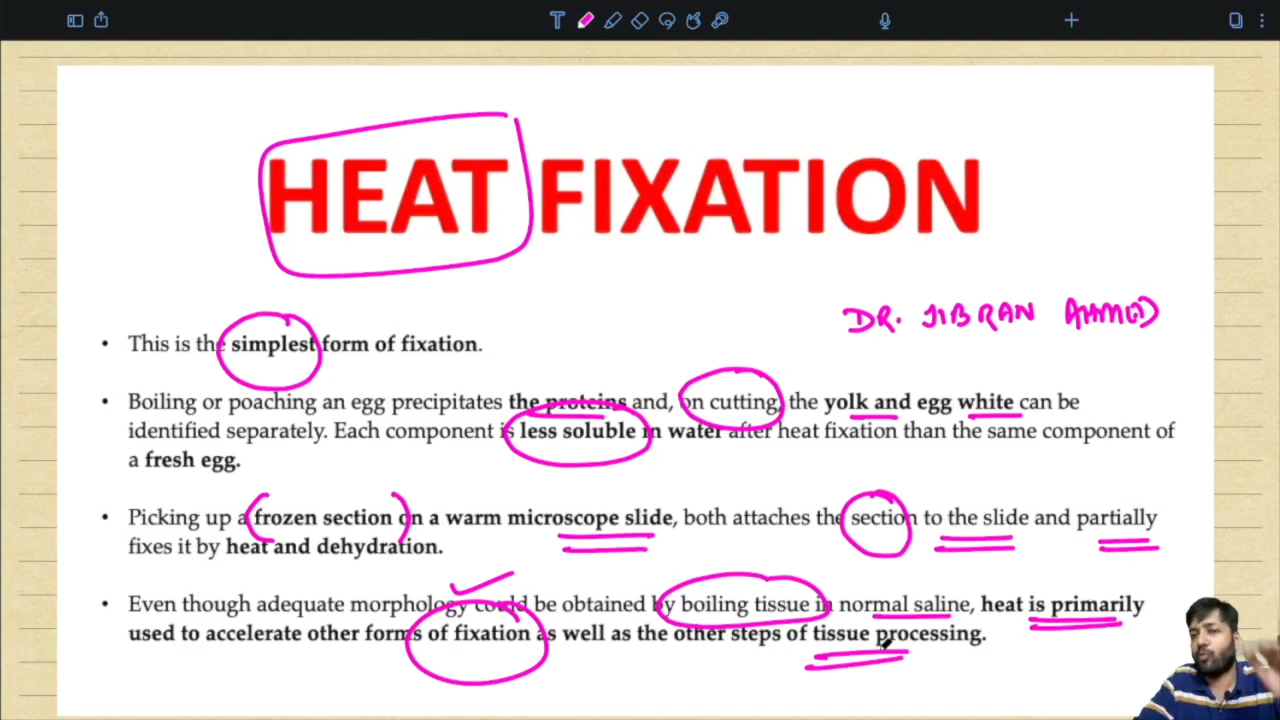 HEAT FIXATION
DR. JIBRAN AHMED
• This is the simplest form of fixation.
• Boiling or poaching an egg precipitates the proteins and, on cutting, the yolk and egg white can be
identified separately. Each component is less soluble in water after heat fixation than the same component of
a fresh egg.
• Picking up a frozen section on a warm microscope slide, both attaches the section to the slide and partially
fixes it by heat and dehydration.
• Even though adequate morphology could be obtained by boiling tissue in normal saline, heat is primarily
used to accelerate other forms of fixation as well as the other steps of tissue processing.